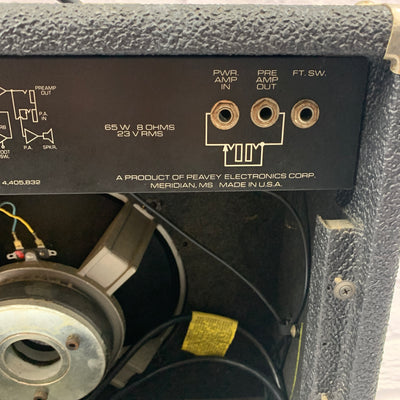 PWR. AMP IN
PRE AMP OUT
FT. SW.
PREAMP OUT
P.A. IN
P.A. SPKR.
65 W 8 OHMS
23 V RMS
4,405,832
A PRODUCT OF PEAVEY ELECTRONICS CORP.
MERIDIAN, MS MADE IN U.S.A.